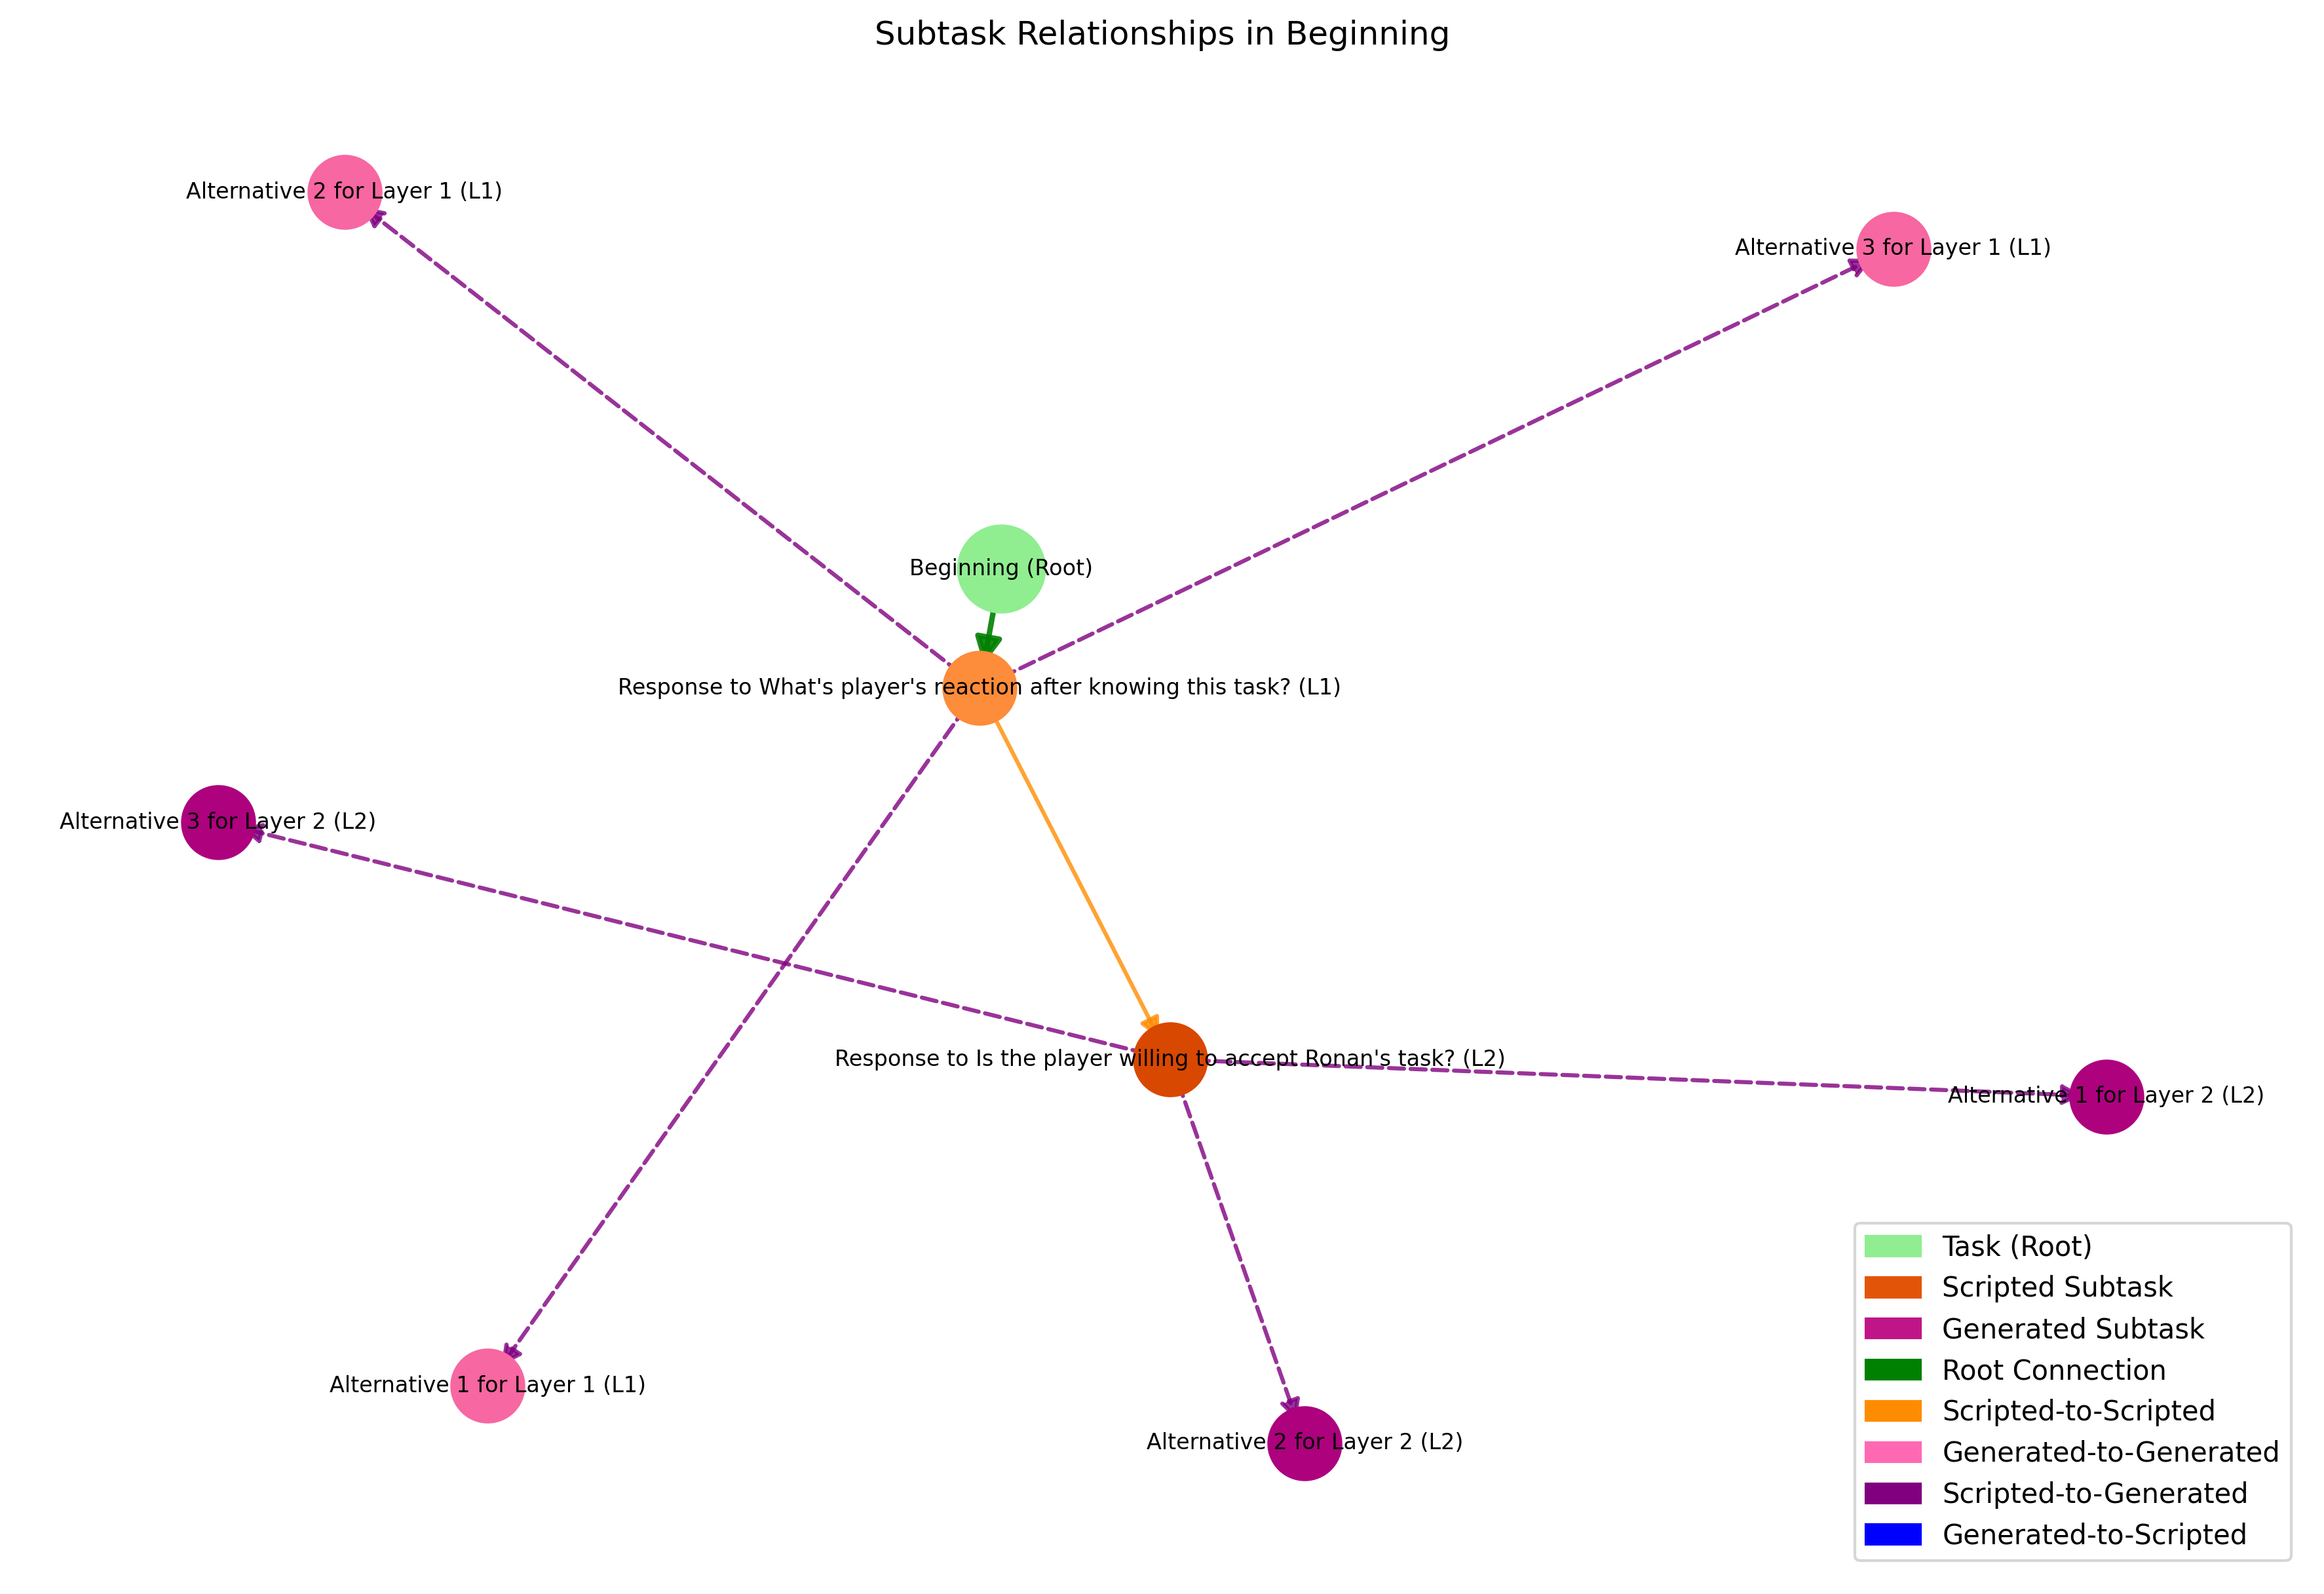 Subtask Relationships in Beginning
Alternative 2 for Layer 1 (L1)
Alternative 3 for Layer 1 (L1)
Beginning (Root)
Response to What's player's reaction after knowing this task? (L1)
Alternative 3 for Layer 2 (L2)
Response to Is the player willing to accept Ronan's task? (L2)
Alternative 1 for Layer 2 (L2)
Alternative 1 for Layer 1 (L1)
Alternative 2 for Layer 2 (L2)
Task (Root)
Scripted Subtask
Generated Subtask
Root Connection
Scripted-to-Scripted
Generated-to-Generated
Scripted-to-Generated
Generated-to-Scripted